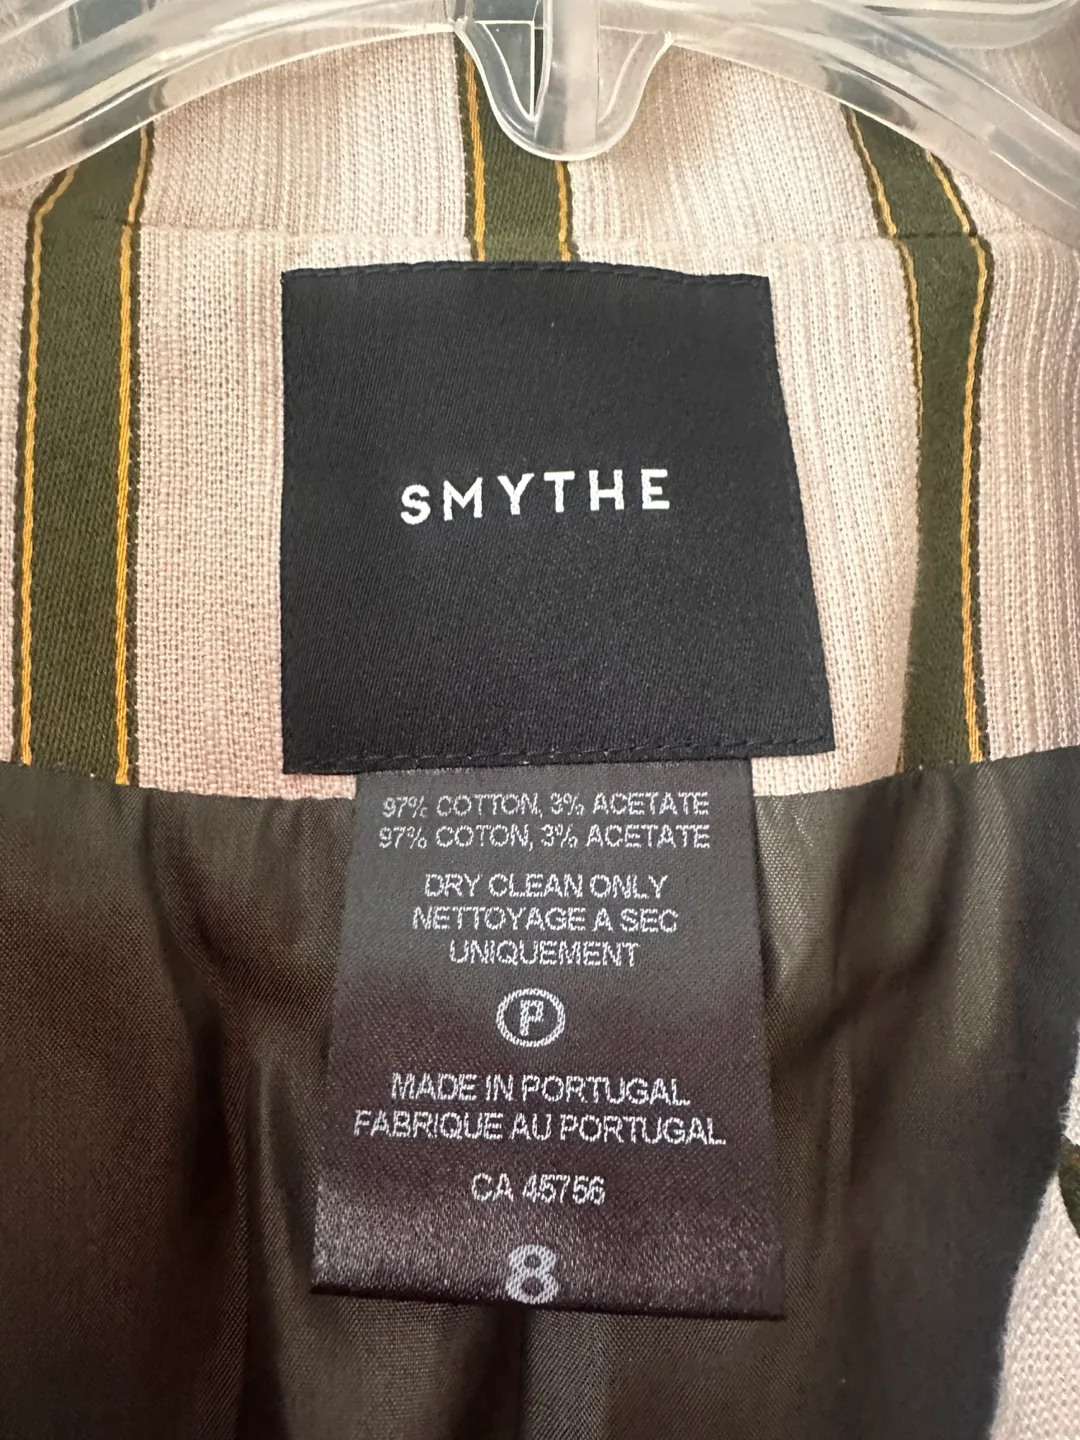 SMYTHE
97% COTTON, 3% ACETATE
97% COTON, 3% ACETATE
DRY CLEAN ONLY
NETTOYAGE A SEC
UNIQUEMENT
P
MADE IN PORTUGAL
FABRIQUE AU PORTUGAL
CA 45756
8